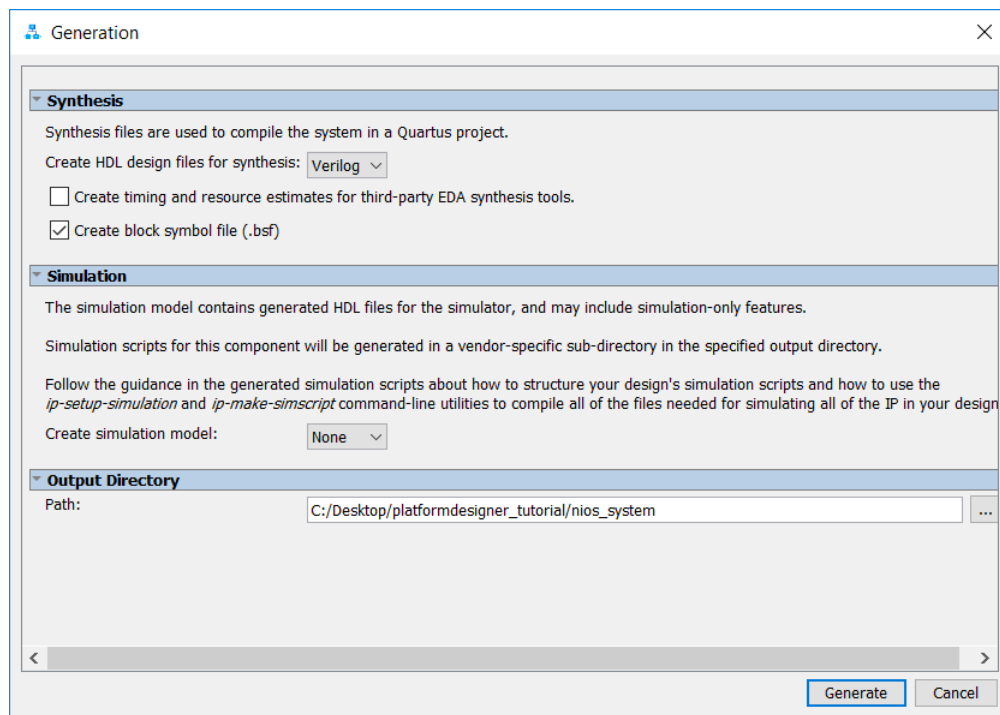 Generation
Synthesis
Synthesis files are used to compile the system in a Quartus project.
Create HDL design files for synthesis: Verilog
Create timing and resource estimates for third-party EDA synthesis tools.
Create block symbol file (.bsf)
Simulation
The simulation model contains generated HDL files for the simulator, and may include simulation-only features.
Simulation scripts for this component will be generated in a vendor-specific sub-directory in the specified output directory.
Follow the guidance in the generated simulation scripts about how to structure your design's simulation scripts and how to use the
ip-setup-simulation and ip-make-simscript command-line utilities to compile all of the files needed for simulating all of the IP in your design
Create simulation model: None
Output Directory
Path: C:/Desktop/platformdesigner_tutorial/nios_system ...
Generate Cancel